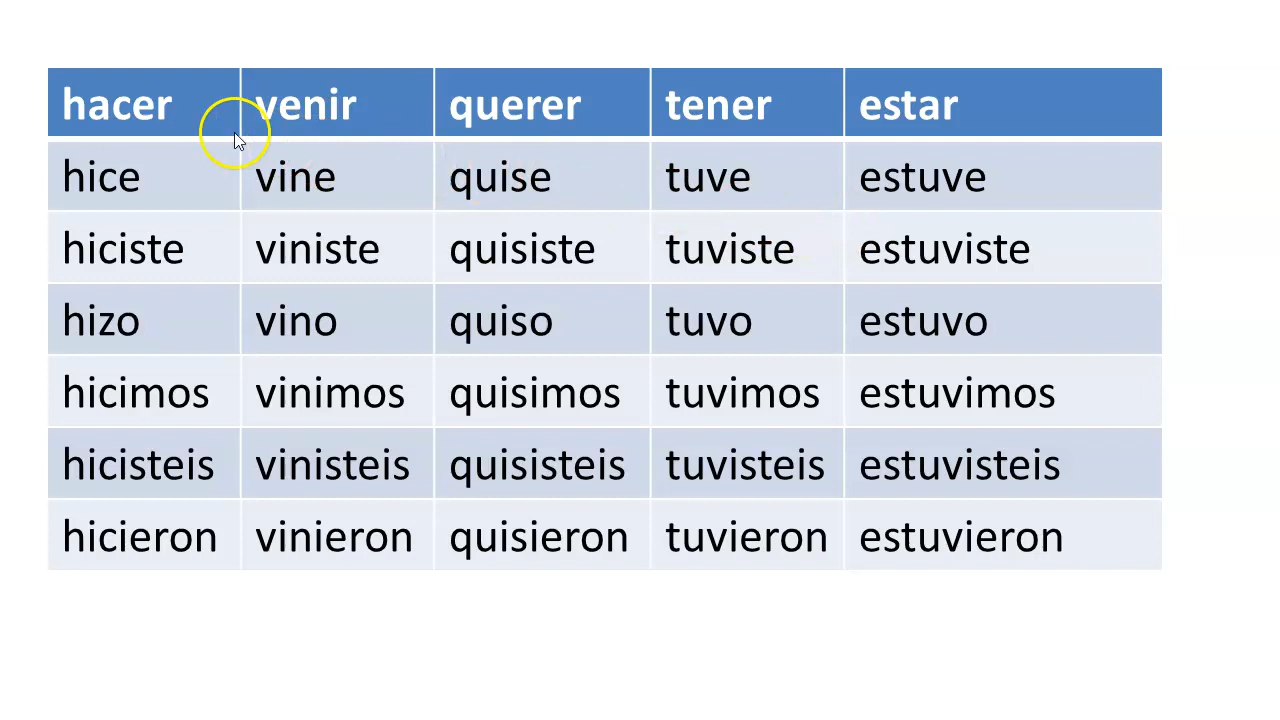 hacer venir querer tener estar
hice vine quise tuve estuve
hiciste viniste quisiste tuviste estuviste
hizo vino quiso tuvo estuvo
hicimos vinimos quisimos tuvimos estuvimos
hicisteis vinisteis quisisteis tuvisteis estuvisteis
hicieron vinieron quisieron tuvieron estuvieron